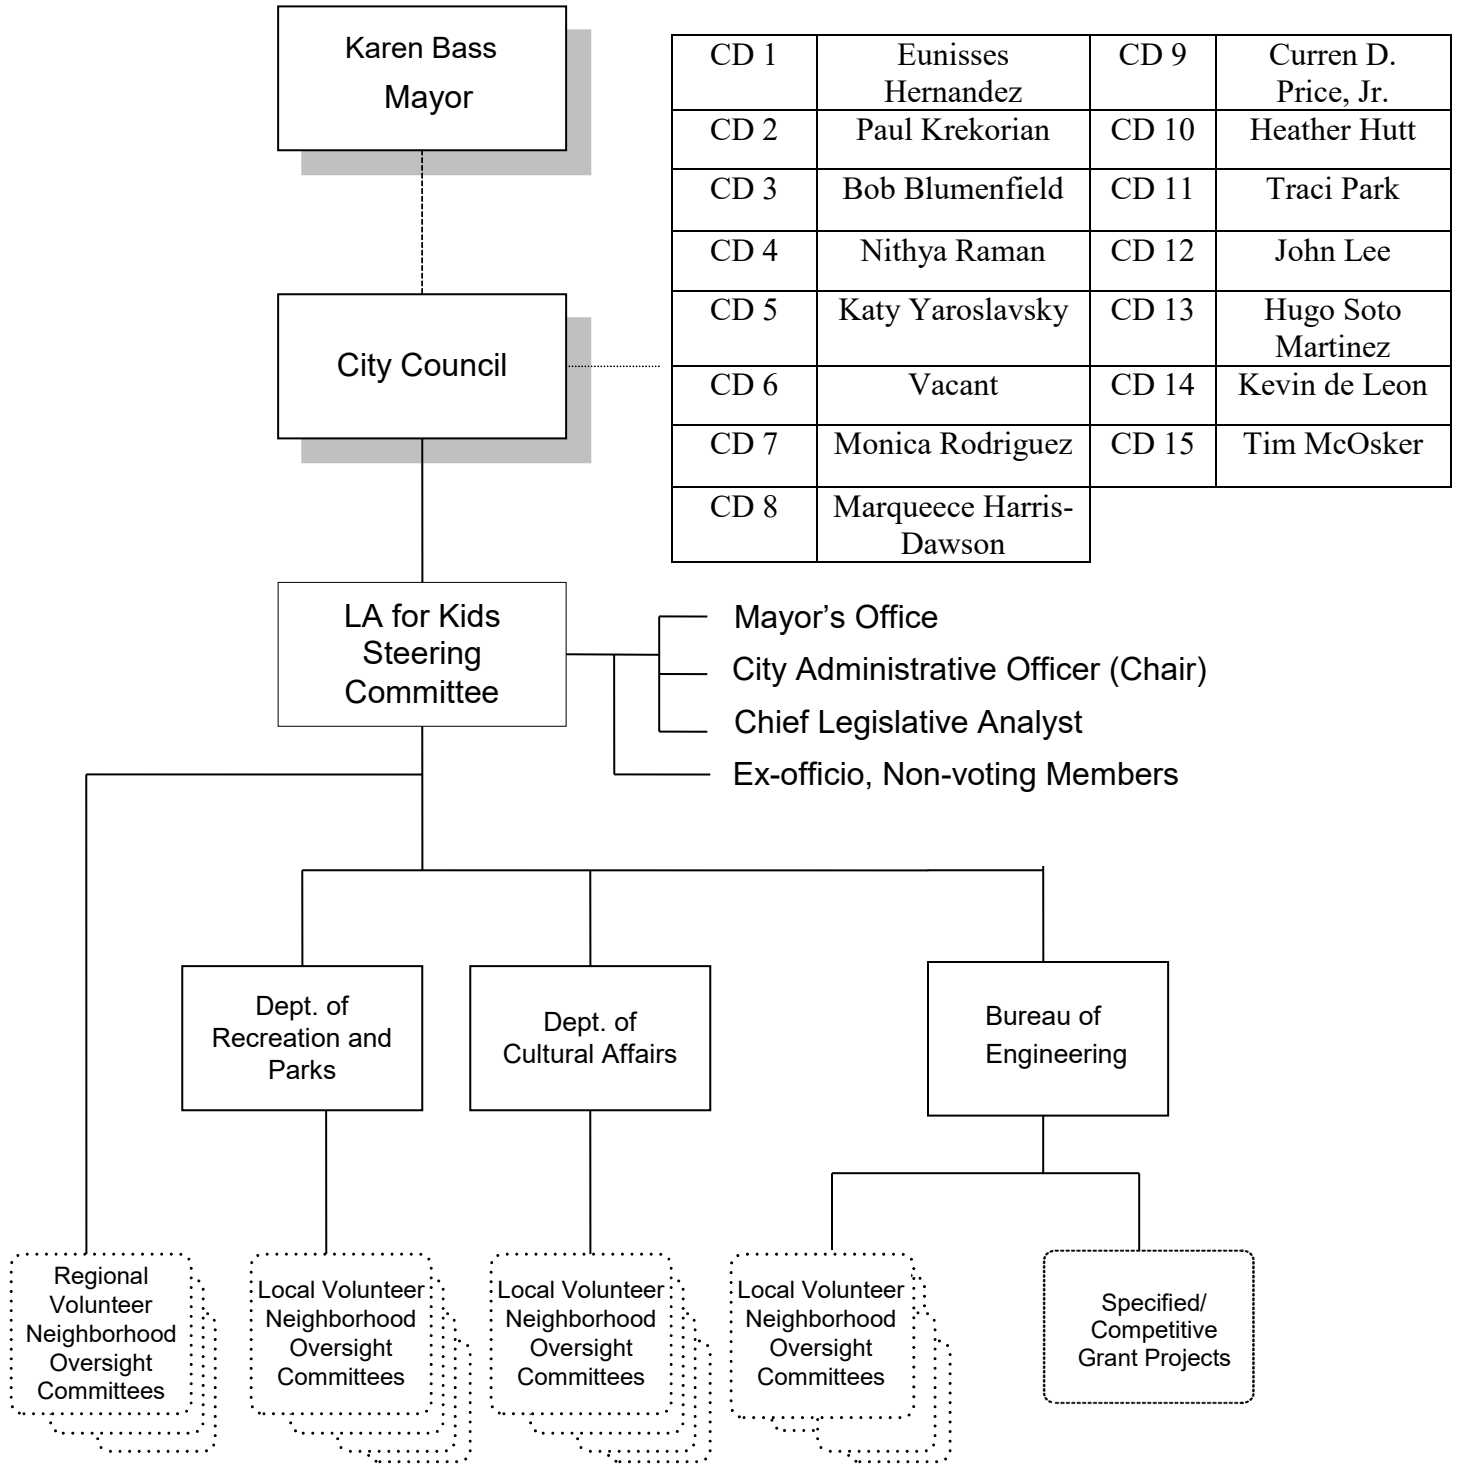 Karen Bass
Mayor
CD 1
Eunisses
Hernandez
CD 9
Curren D.
Price, Jr.
CD 2
Paul Krekorian
CD 10
Heather Hutt
CD 3
Bob Blumenfield
CD 11
Traci Park
CD 4
Nithya Raman
CD 12
John Lee
CD 5
Katy Yaroslavsky
CD 13
Hugo Soto
Martinez
CD 6
Vacant
CD 14
Kevin de Leon
CD 7
Monica Rodriguez
CD 15
Tim McOsker
CD 8
Marqueece Harris-
Dawson
City Council
LA for Kids
Steering
Committee
Mayor’s Office
City Administrative Officer (Chair)
Chief Legislative Analyst
Ex-officio, Non-voting Members
Dept. of
Recreation and
Parks
Dept. of
Cultural Affairs
Bureau of
Engineering
Regional
Volunteer
Neighborhood
Oversight
Committees
Local Volunteer
Neighborhood
Oversight
Committees
Local Volunteer
Neighborhood
Oversight
Committees
Local Volunteer
Neighborhood
Oversight
Committees
Specified/
Competitive
Grant Projects